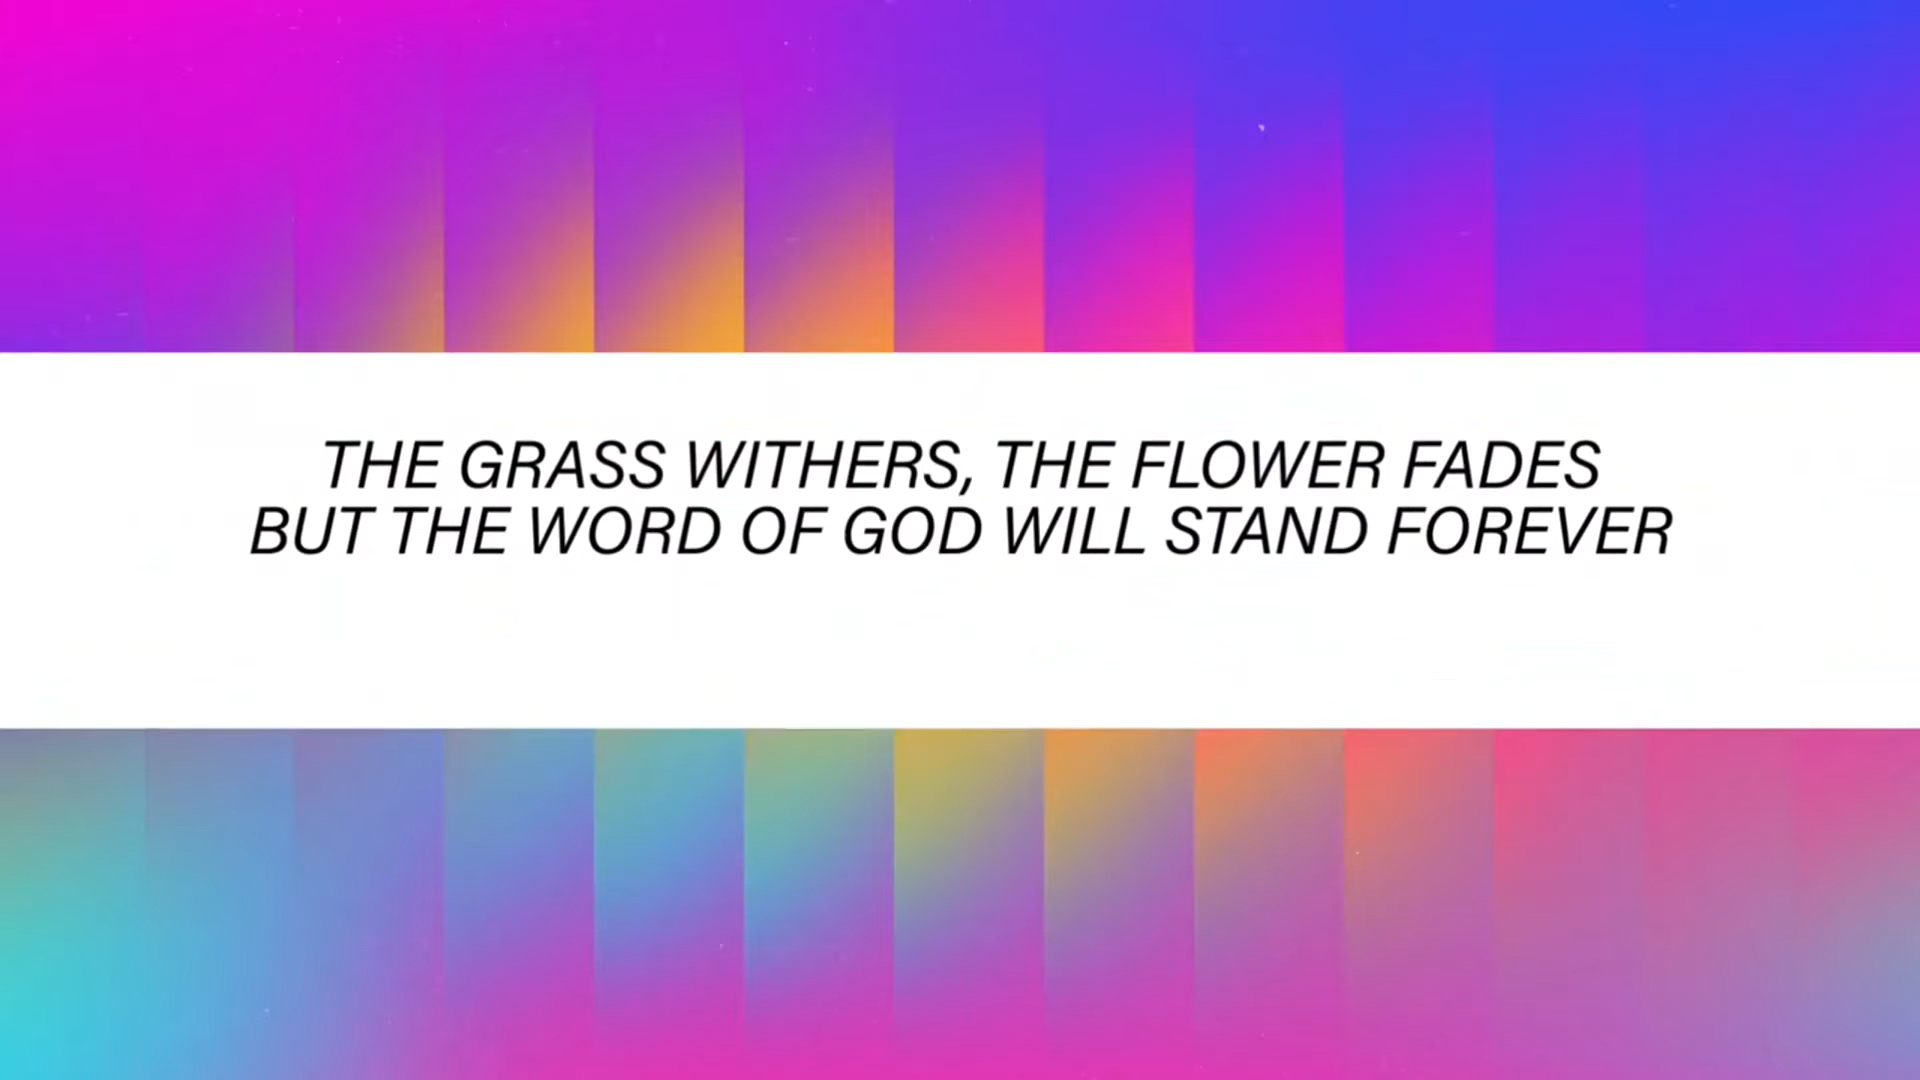 THE GRASS WITHERS, THE FLOWER FADES
BUT THE WORD OF GOD WILL STAND FOREVER